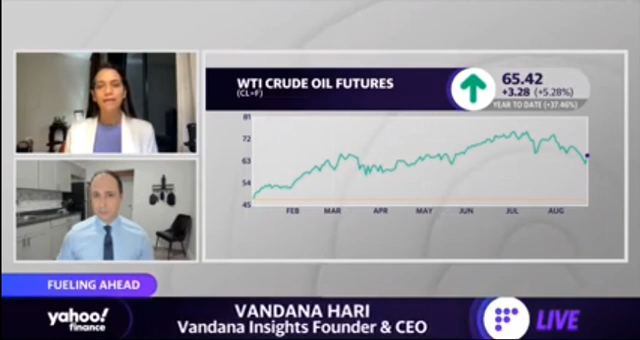 WTI CRUDE OIL FUTURES
(CL=F)
65.42
+3.28 (+5.28%)
YEAR TO DATE (+37.46%)
81
72
63
54
45
FEB MAR APR MAY JUN JUL AUG
FUELING AHEAD
yahoo!
finance
VANDANA HARI
Vandana Insights Founder & CEO
LIVE